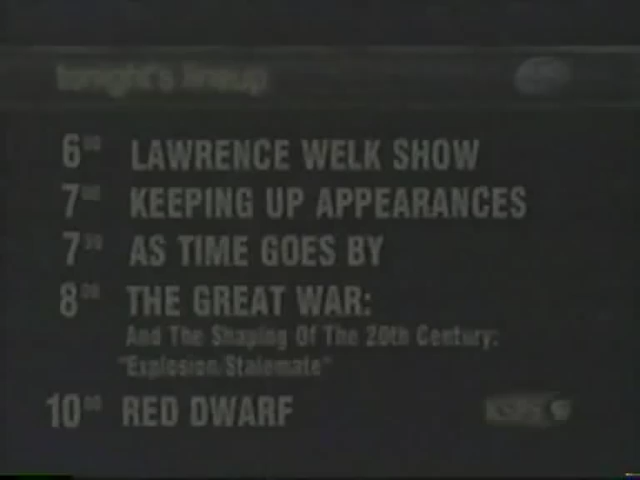 tonight's lineup
6:00 LAWRENCE WELK SHOW
7:00 KEEPING UP APPEARANCES
7:30 AS TIME GOES BY
8:00 THE GREAT WAR:
And The Shaping Of The 20th Century:
"Explosion/Stalemate"
10:00 RED DWARF